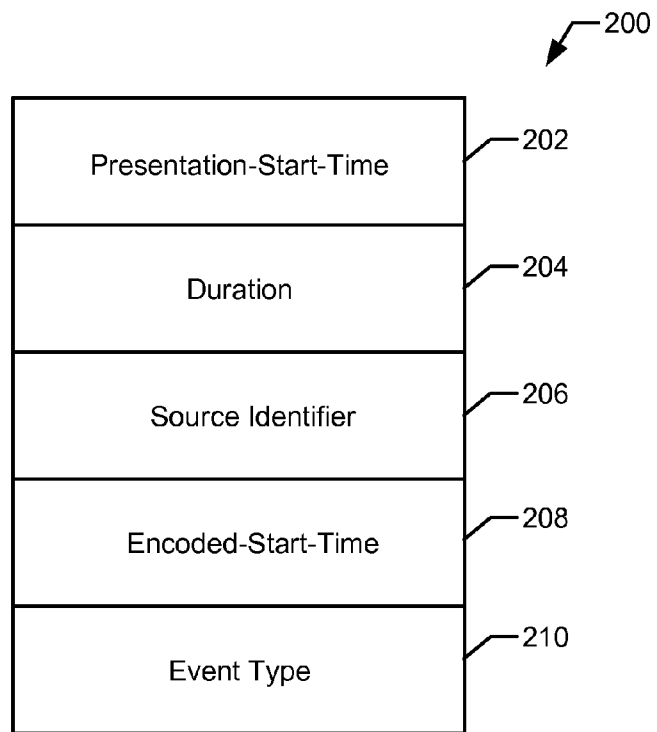 200
Presentation-Start-Time
202
Duration
204
Source Identifier
206
Encoded-Start-Time
208
Event Type
210